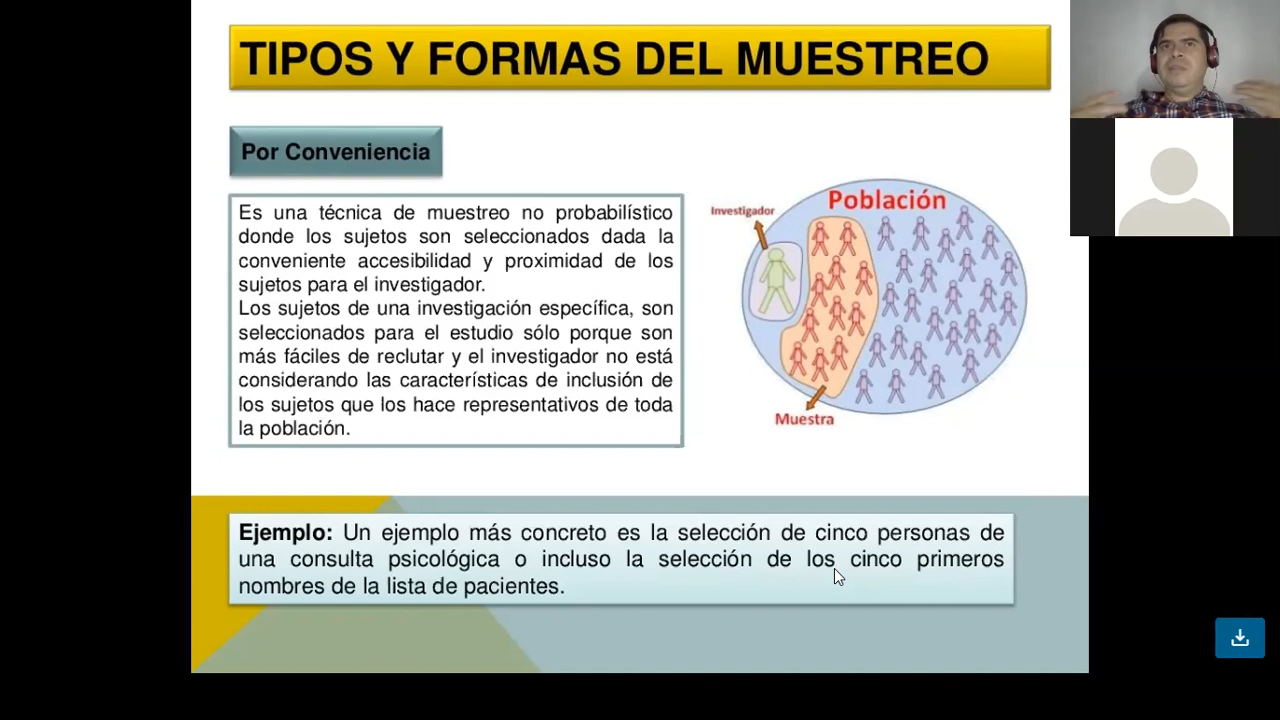 TIPOS Y FORMAS DEL MUESTREO
Por Conveniencia
Es una técnica de muestreo no probabilístico
donde los sujetos son seleccionados dada la
conveniente accesibilidad y proximidad de los
sujetos para el investigador.
Los sujetos de una investigación específica, son
seleccionados para el estudio sólo porque son
más fáciles de reclutar y el investigador no está
considerando las características de inclusión de
los sujetos que los hace representativos de toda
la población.
Población
Investigador
Muestra
Ejemplo: Un ejemplo más concreto es la selección de cinco personas de
una consulta psicológica o incluso la selección de los cinco primeros
nombres de la lista de pacientes.